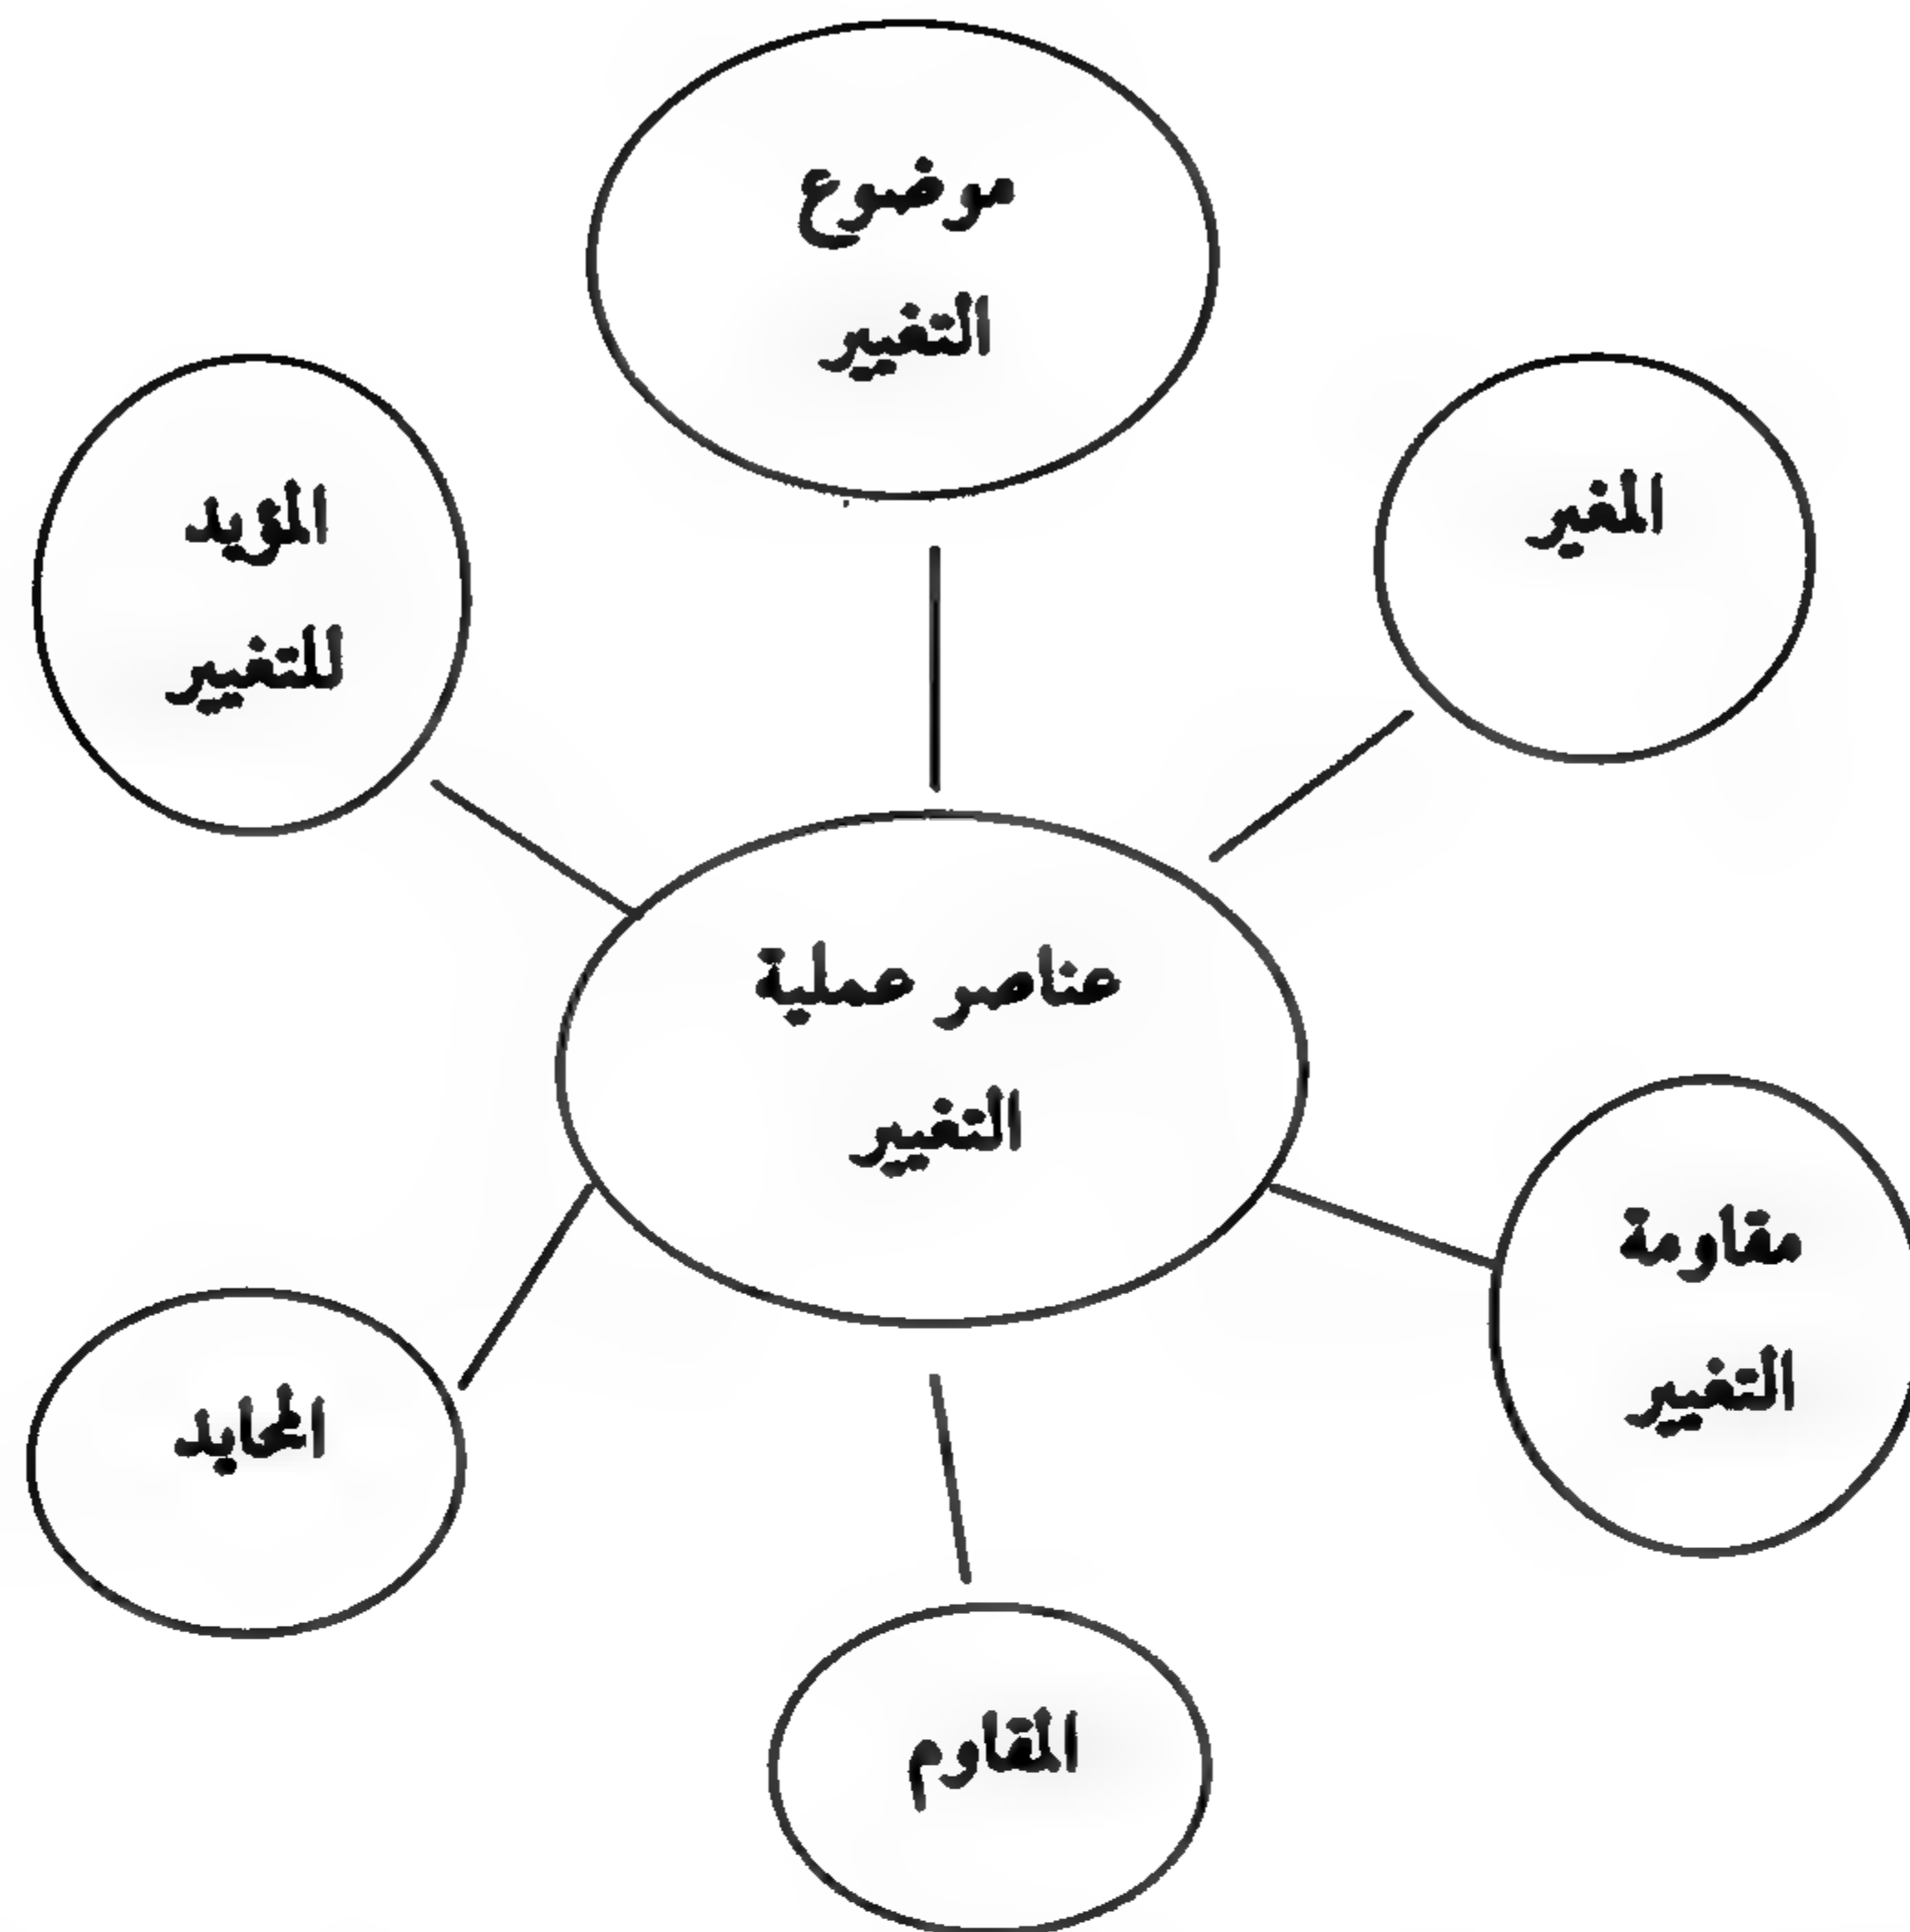 موضوع
التغيير
المغير
المؤيد
للتغيير
عناصر عملية
التغيير
مقاومة
التغيير
المحايد
المقاوم